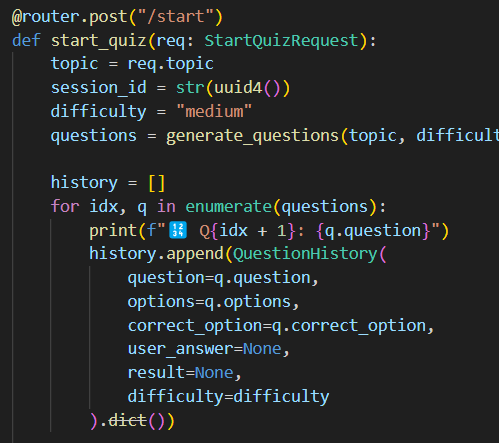 @router.post("/start")
def start_quiz(req: StartQuizRequest):
    topic = req.topic
    session_id = str(uuid4())
    difficulty = "medium"
    questions = generate_questions(topic, difficult
    history = []
    for idx, q in enumerate(questions):
        print(f"🔢 Q{idx + 1}: {q.question}")
        history.append(QuestionHistory(
            question=q.question,
            options=q.options,
            correct_option=q.correct_option,
            user_answer=None,
            result=None,
            difficulty=difficulty
        ).dict())